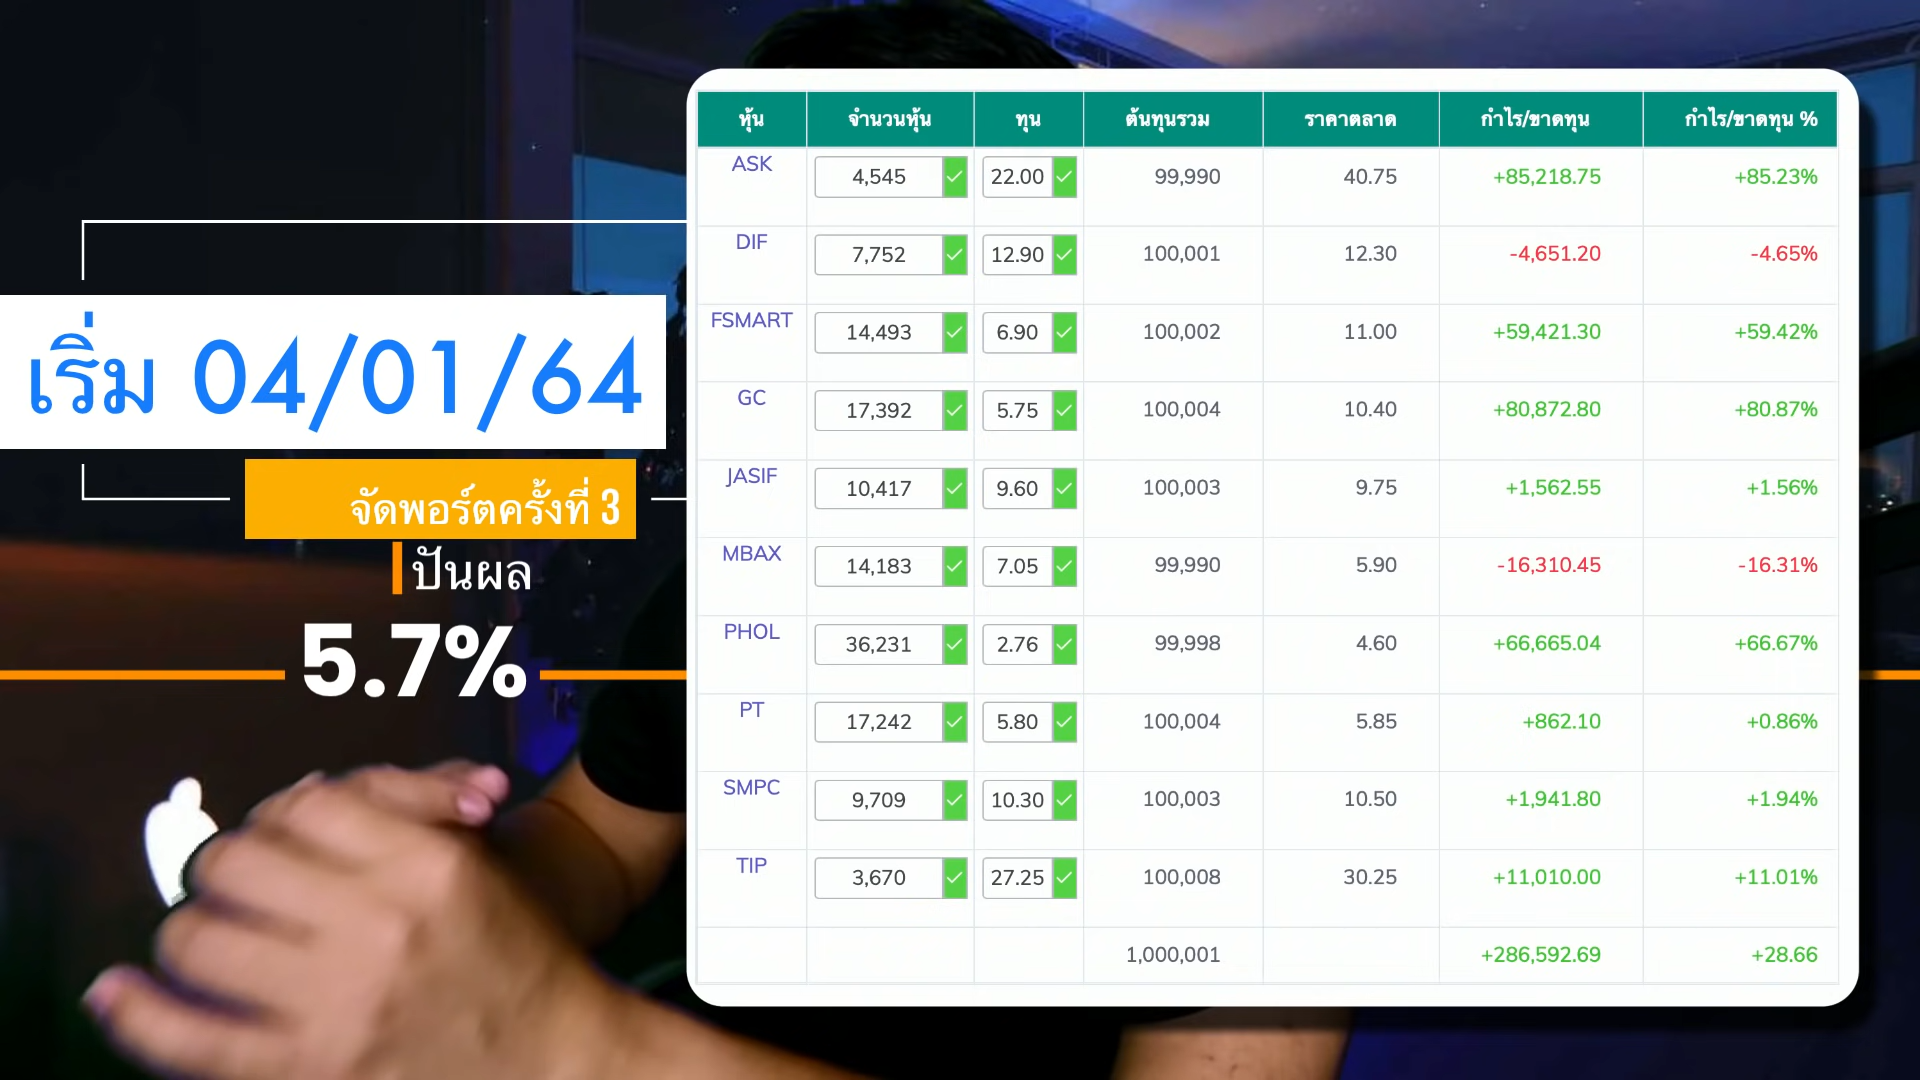 เริ่ม 04/01/64
จัดพอร์ตครั้งที่ 3
ปันผล
5.7%
หุ้น จำนวนหุ้น ทุน ต้นทุนรวม ราคาตลาด กำไร/ขาดทุน กำไร/ขาดทุน %
ASK 4,545 22.00 99,990 40.75 +85,218.75 +85.23%
DIF 7,752 12.90 100,001 12.30 -4,651.20 -4.65%
FSMART 14,493 6.90 100,002 11.00 +59,421.30 +59.42%
GC 17,392 5.75 100,004 10.40 +80,872.80 +80.87%
JASIF 10,417 9.60 100,003 9.75 +1,562.55 +1.56%
MBAX 14,183 7.05 99,990 5.90 -16,310.45 -16.31%
PHOL 36,231 2.76 99,998 4.60 +66,665.04 +66.67%
PT 17,242 5.80 100,004 5.85 +862.10 +0.86%
SMPC 9,709 10.30 100,003 10.50 +1,941.80 +1.94%
TIP 3,670 27.25 100,008 30.25 +11,010.00 +11.01%
1,000,001 +286,592.69 +28.66